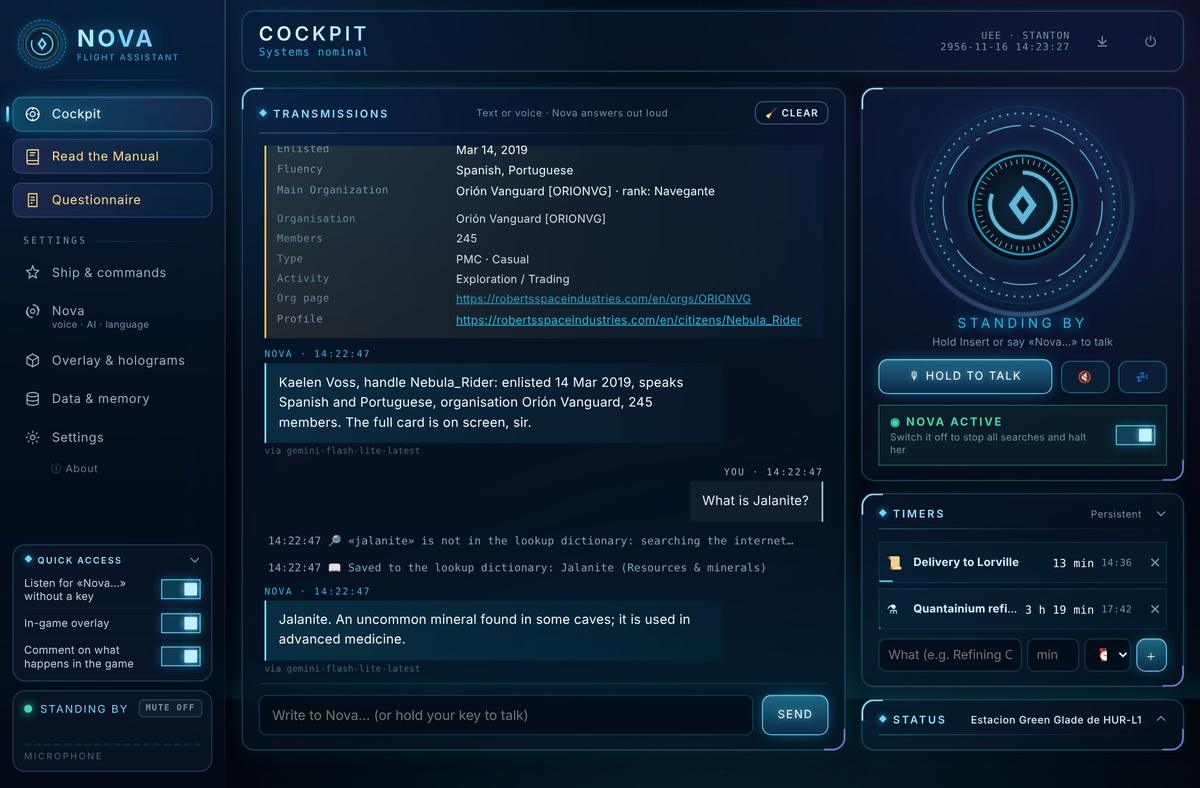 NOVA
FLIGHT ASSISTANT
Cockpit
Read the Manual
Questionnaire
SETTINGS
Ship & commands
Nova
voice · AI · language
Overlay & holograms
Data & memory
Settings
ⓘ About
QUICK ACCESS
Listen for «Nova…»
without a key
In-game overlay
Comment on what
happens in the game
STANDING BY
MUTE OFF
MICROPHONE
COCKPIT
Systems nominal
UEE · STANTON
2956-11-16 14:23:27
TRANSMISSIONS
Text or voice · Nova answers out loud
CLEAR
Enlisted Mar 14, 2019
Fluency Spanish, Portuguese
Main Organization Orión Vanguard [ORIONVG] · rank: Navegante
Organisation Orión Vanguard [ORIONVG]
Members 245
Type PMC · Casual
Activity Exploration / Trading
Org page https://robertsspaceindustries.com/en/orgs/ORIONVG
Profile https://robertsspaceindustries.com/en/citizens/Nebula_Rider
NOVA · 14:22:47
Kaelen Voss, handle Nebula_Rider: enlisted 14 Mar 2019, speaks
Spanish and Portuguese, organisation Orión Vanguard, 245
members. The full card is on screen, sir.
via gemini-flash-lite-latest
YOU · 14:22:47
What is Jalanite?
14:22:47 🔎 «jalanite» is not in the lookup dictionary: searching the internet…
14:22:47 📖 Saved to the lookup dictionary: Jalanite (Resources & minerals)
NOVA · 14:22:47
Jalanite. An uncommon mineral found in some caves; it is used in
advanced medicine.
via gemini-flash-lite-latest
Write to Nova… (or hold your key to talk)
SEND
STANDING BY
Hold Insert or say «Nova…» to talk
HOLD TO TALK
NOVA ACTIVE
Switch it off to stop all searches and halt
her
TIMERS
Persistent
Delivery to Lorville 13 min 14:36 ✕
Quantainium refi… 3 h 19 min 17:42 ✕
What (e.g. Refining C
min
+
STATUS
Estacion Green Glade de HUR-L1